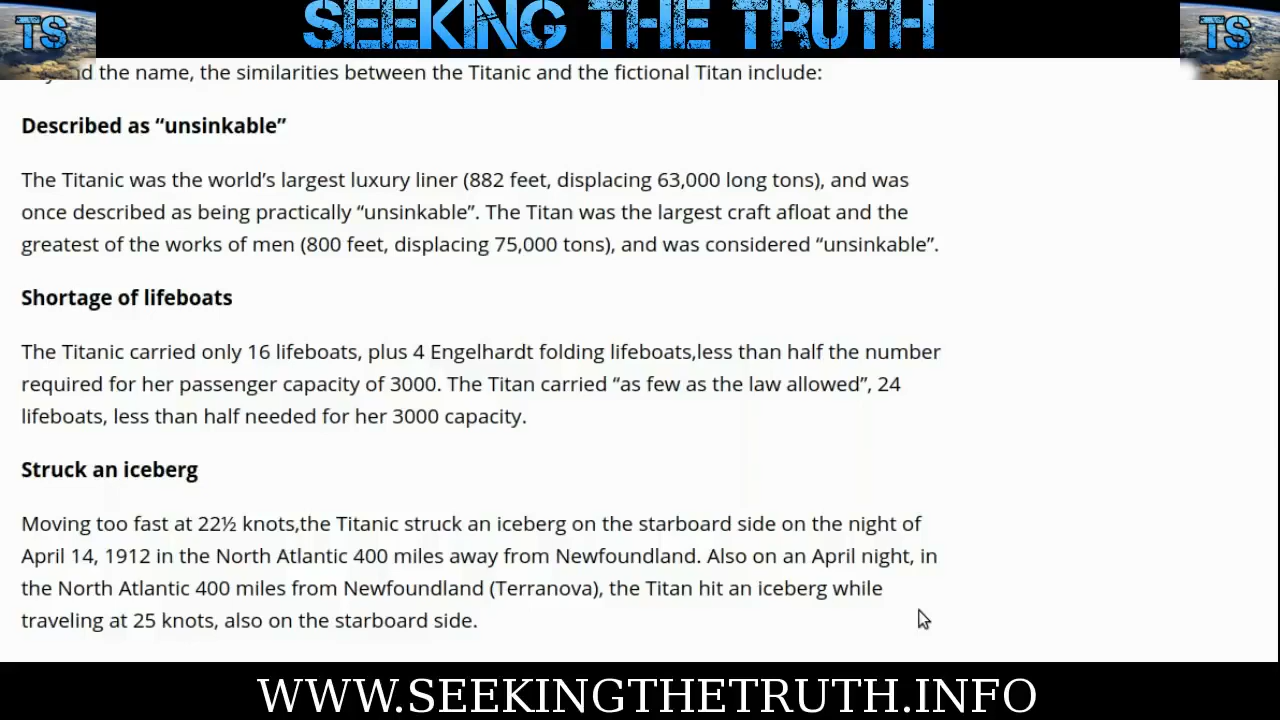 TS
SEEKING THE TRUTH
TS
the name, the similarities between the Titanic and the fictional Titan include:
Described as “unsinkable”
The Titanic was the world’s largest luxury liner (882 feet, displacing 63,000 long tons), and was
once described as being practically “unsinkable”. The Titan was the largest craft afloat and the
greatest of the works of men (800 feet, displacing 75,000 tons), and was considered “unsinkable”.
Shortage of lifeboats
The Titanic carried only 16 lifeboats, plus 4 Engelhardt folding lifeboats,less than half the number
required for her passenger capacity of 3000. The Titan carried “as few as the law allowed”, 24
lifeboats, less than half needed for her 3000 capacity.
Struck an iceberg
Moving too fast at 22½ knots,the Titanic struck an iceberg on the starboard side on the night of
April 14, 1912 in the North Atlantic 400 miles away from Newfoundland. Also on an April night, in
the North Atlantic 400 miles from Newfoundland (Terranova), the Titan hit an iceberg while
traveling at 25 knots, also on the starboard side.
WWW.SEEKINGTHETRUTH.INFO